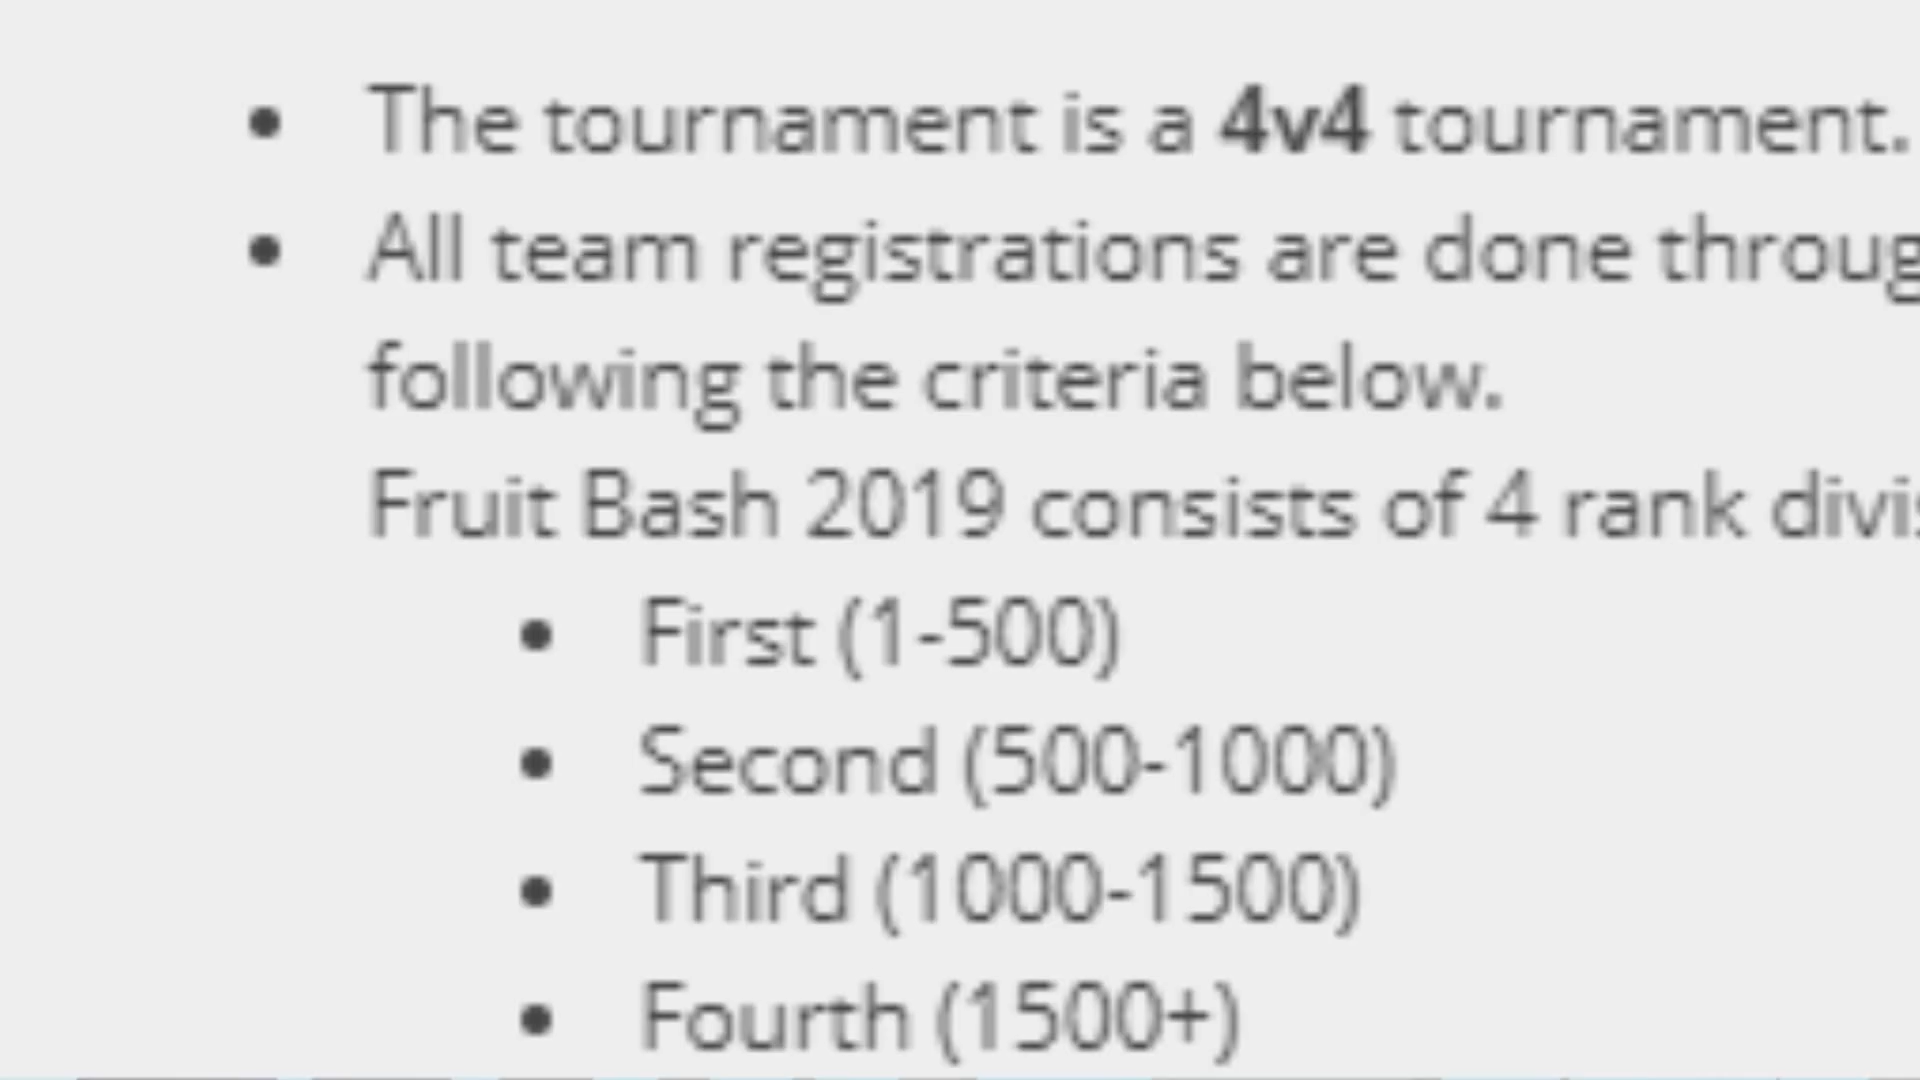 • The tournament is a 4v4 tournament.
• All team registrations are done throug
following the criteria below.
Fruit Bash 2019 consists of 4 rank divis
• First (1-500)
• Second (500-1000)
• Third (1000-1500)
• Fourth (1500+)